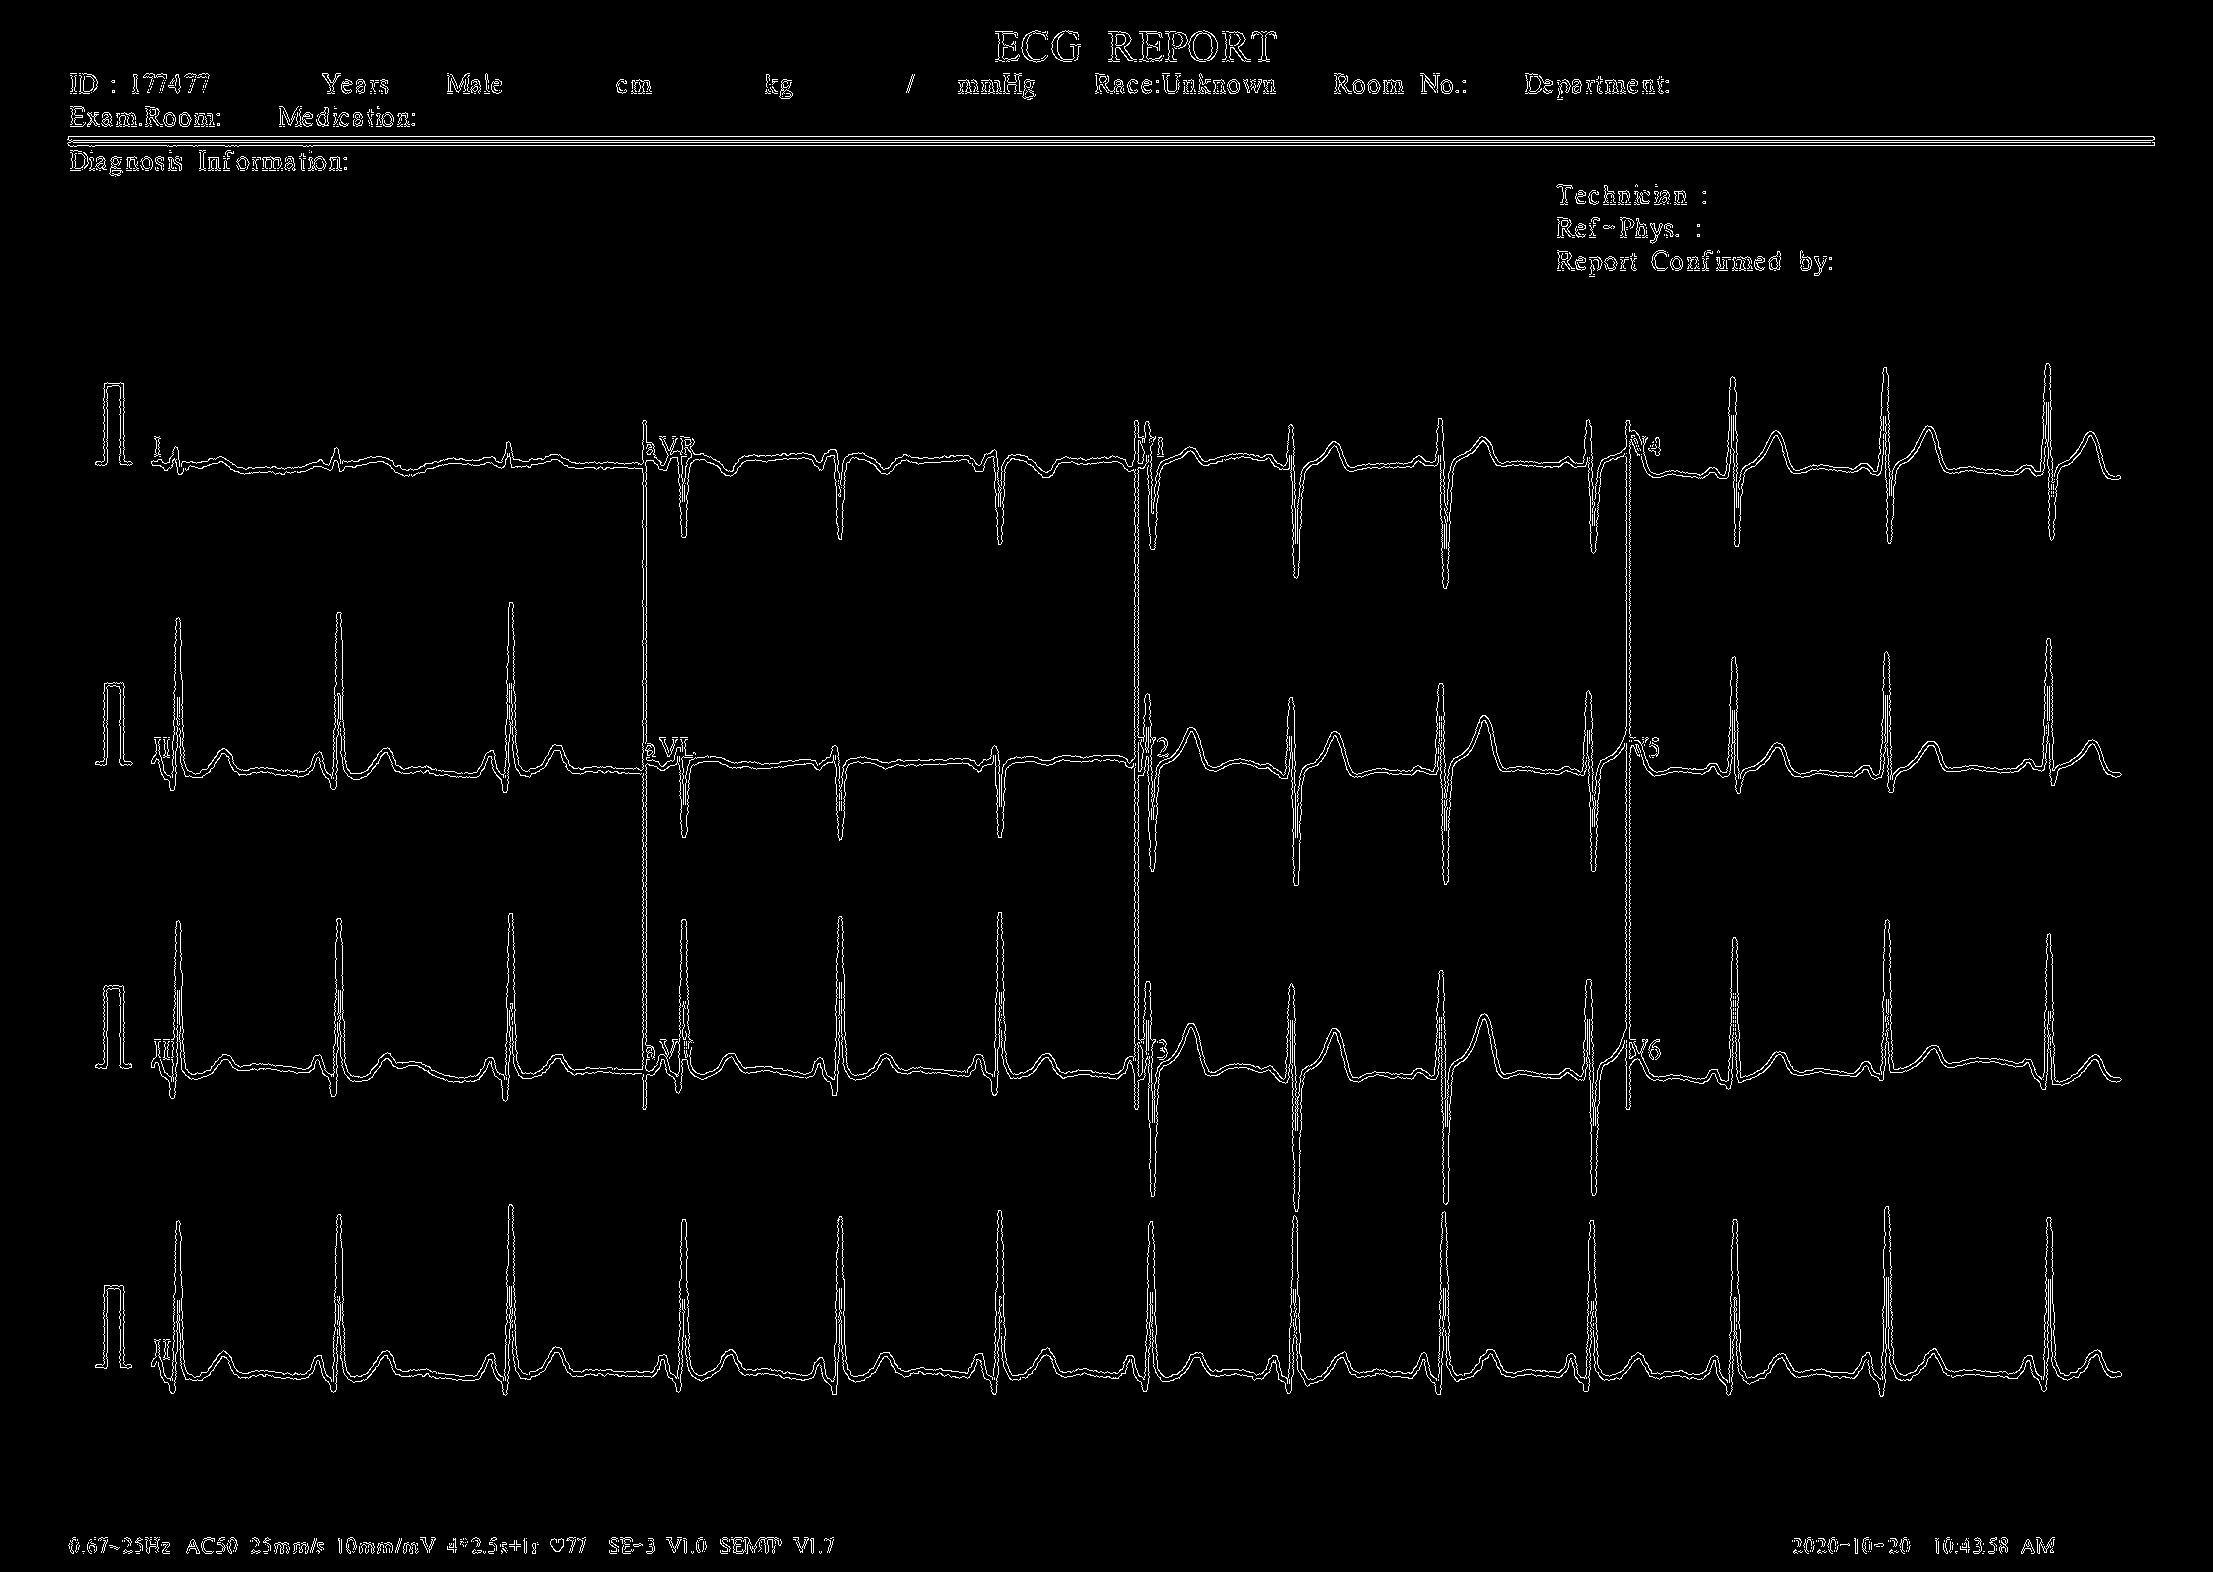 ECG REPORT
ID : 177477 Years Male cm kg / mmHg Race:Unknown Room No.: Department:
Exam.Room: Medication:
Diagnosis Information:
Technician :
Ref-Phys. :
Report Confirmed by:
I aVR V1 V4
II aVL V2 V5
III aVF V3 V6
II
0.67~25Hz AC50 25mm/s 10mm/mV 4*2.5s+1r ♡77 SE-3 V1.0 SEMIP V1.7 2020-10-20 10:43:58 AM